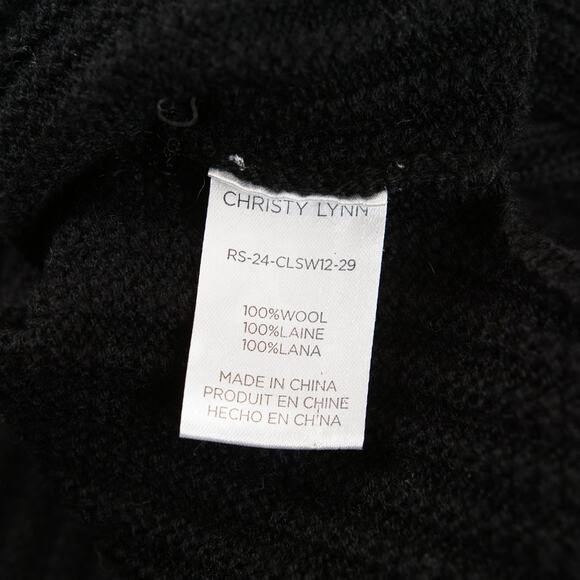 CHRISTY LYNN
RS-24-CLSW12-29
100%WOOL
100%LAINE
100%LANA
MADE IN CHINA
PRODUIT EN CHINE
HECHO EN CHINA